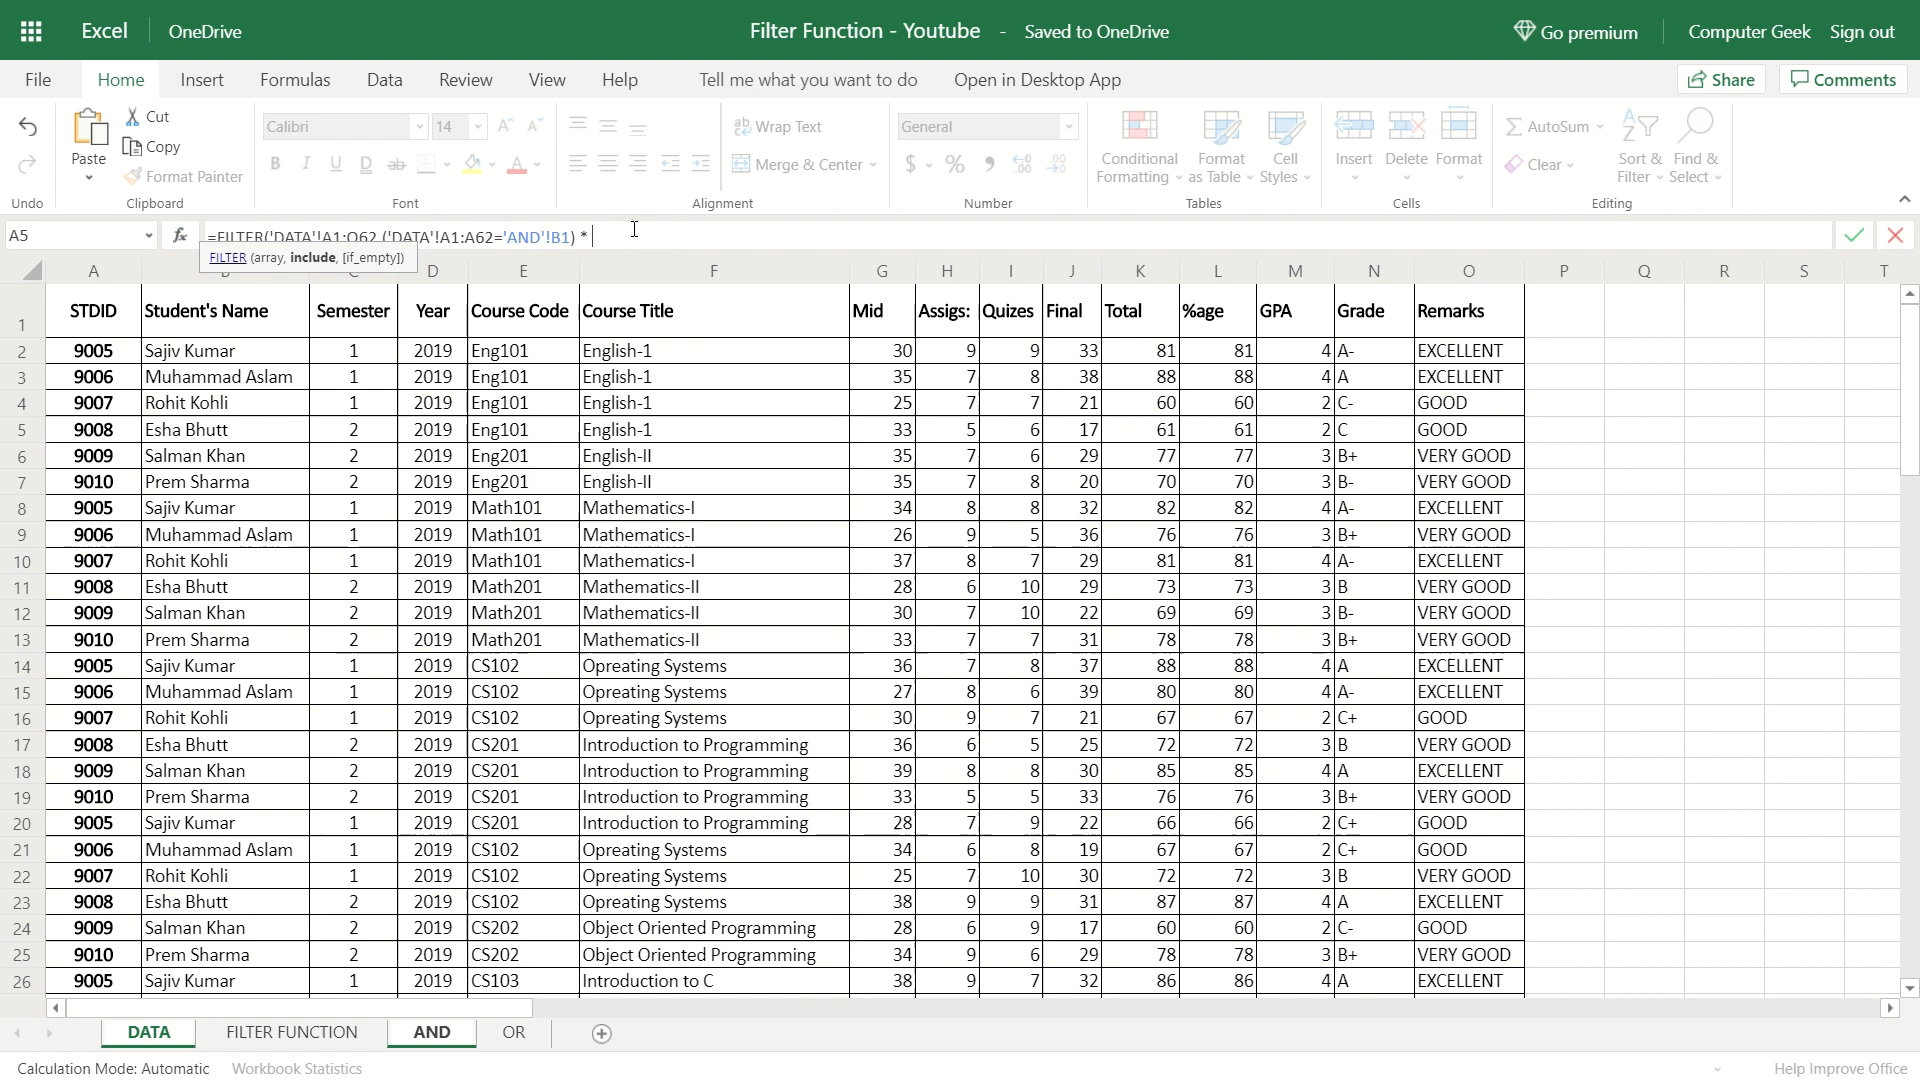 Excel OneDrive Filter Function - Youtube - Saved to OneDrive Go premium Computer Geek Sign out
File Home Insert Formulas Data Review View Help Tell me what you want to do Open in Desktop App Share Comments
Paste Cut Copy Format Painter
Calibri 14
Wrap Text Merge & Center
General
Conditional Formatting Format as Table Cell Styles
Insert Delete Format
AutoSum Clear Sort & Filter Find & Select
Undo Clipboard Font Alignment Number Tables Cells Editing
A5 fx =FILTER('DATA'!A1:O62,('DATA'!A1:A62='AND'!B1) *
FILTER (array, include, [if_empty])
A D E F G H I J K L M N O P Q R S T
1 STDID Student's Name Semester Year Course Code Course Title Mid Assigs: Quizes Final Total %age GPA Grade Remarks
2 9005 Sajiv Kumar 1 2019 Eng101 English-1 30 9 9 33 81 81 4 A- EXCELLENT
3 9006 Muhammad Aslam 1 2019 Eng101 English-1 35 7 8 38 88 88 4 A EXCELLENT
4 9007 Rohit Kohli 1 2019 Eng101 English-1 25 7 7 21 60 60 2 C- GOOD
5 9008 Esha Bhutt 2 2019 Eng101 English-1 33 5 6 17 61 61 2 C GOOD
6 9009 Salman Khan 2 2019 Eng201 English-II 35 7 6 29 77 77 3 B+ VERY GOOD
7 9010 Prem Sharma 2 2019 Eng201 English-II 35 7 8 20 70 70 3 B- VERY GOOD
8 9005 Sajiv Kumar 1 2019 Math101 Mathematics-I 34 8 8 32 82 82 4 A- EXCELLENT
9 9006 Muhammad Aslam 1 2019 Math101 Mathematics-I 26 9 5 36 76 76 3 B+ VERY GOOD
10 9007 Rohit Kohli 1 2019 Math101 Mathematics-I 37 8 7 29 81 81 4 A- EXCELLENT
11 9008 Esha Bhutt 2 2019 Math201 Mathematics-II 28 6 10 29 73 73 3 B VERY GOOD
12 9009 Salman Khan 2 2019 Math201 Mathematics-II 30 7 10 22 69 69 3 B- VERY GOOD
13 9010 Prem Sharma 2 2019 Math201 Mathematics-II 33 7 7 31 78 78 3 B+ VERY GOOD
14 9005 Sajiv Kumar 1 2019 CS102 Opreating Systems 36 7 8 37 88 88 4 A EXCELLENT
15 9006 Muhammad Aslam 1 2019 CS102 Opreating Systems 27 8 6 39 80 80 4 A- EXCELLENT
16 9007 Rohit Kohli 1 2019 CS102 Opreating Systems 30 9 7 21 67 67 2 C+ GOOD
17 9008 Esha Bhutt 2 2019 CS201 Introduction to Programming 36 6 5 25 72 72 3 B VERY GOOD
18 9009 Salman Khan 2 2019 CS201 Introduction to Programming 39 8 8 30 85 85 4 A EXCELLENT
19 9010 Prem Sharma 2 2019 CS201 Introduction to Programming 33 5 5 33 76 76 3 B+ VERY GOOD
20 9005 Sajiv Kumar 1 2019 CS201 Introduction to Programming 28 7 9 22 66 66 2 C+ GOOD
21 9006 Muhammad Aslam 1 2019 CS102 Opreating Systems 34 6 8 19 67 67 2 C+ GOOD
22 9007 Rohit Kohli 1 2019 CS102 Opreating Systems 25 7 10 30 72 72 3 B VERY GOOD
23 9008 Esha Bhutt 2 2019 CS102 Opreating Systems 38 9 9 31 87 87 4 A EXCELLENT
24 9009 Salman Khan 2 2019 CS202 Object Oriented Programming 28 6 9 17 60 60 2 C- GOOD
25 9010 Prem Sharma 2 2019 CS202 Object Oriented Programming 34 9 6 29 78 78 3 B+ VERY GOOD
26 9005 Sajiv Kumar 1 2019 CS103 Introduction to C 38 9 7 32 86 86 4 A EXCELLENT
DATA FILTER FUNCTION AND OR
Calculation Mode: Automatic Workbook Statistics Help Improve Office